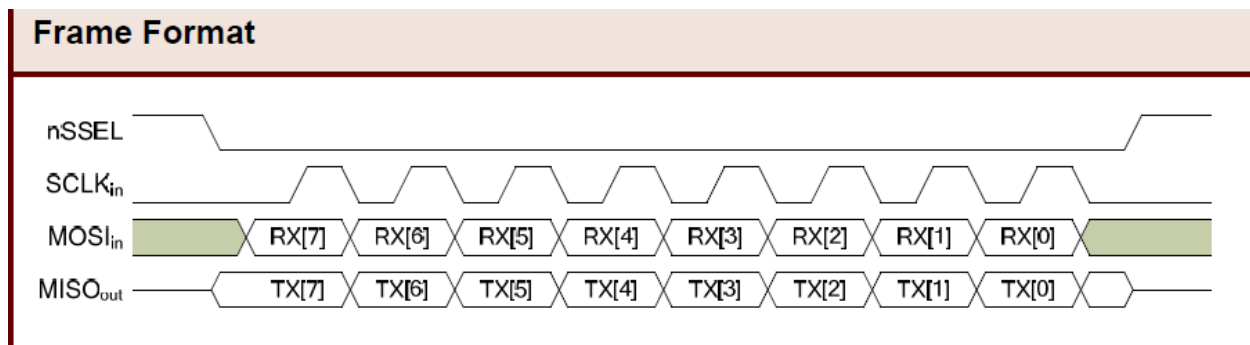 Frame Format
nSSEL
SCLKin
MOSIin RX[7] RX[6] RX[5] RX[4] RX[3] RX[2] RX[1] RX[0]
MISOout TX[7] TX[6] TX[5] TX[4] TX[3] TX[2] TX[1] TX[0]